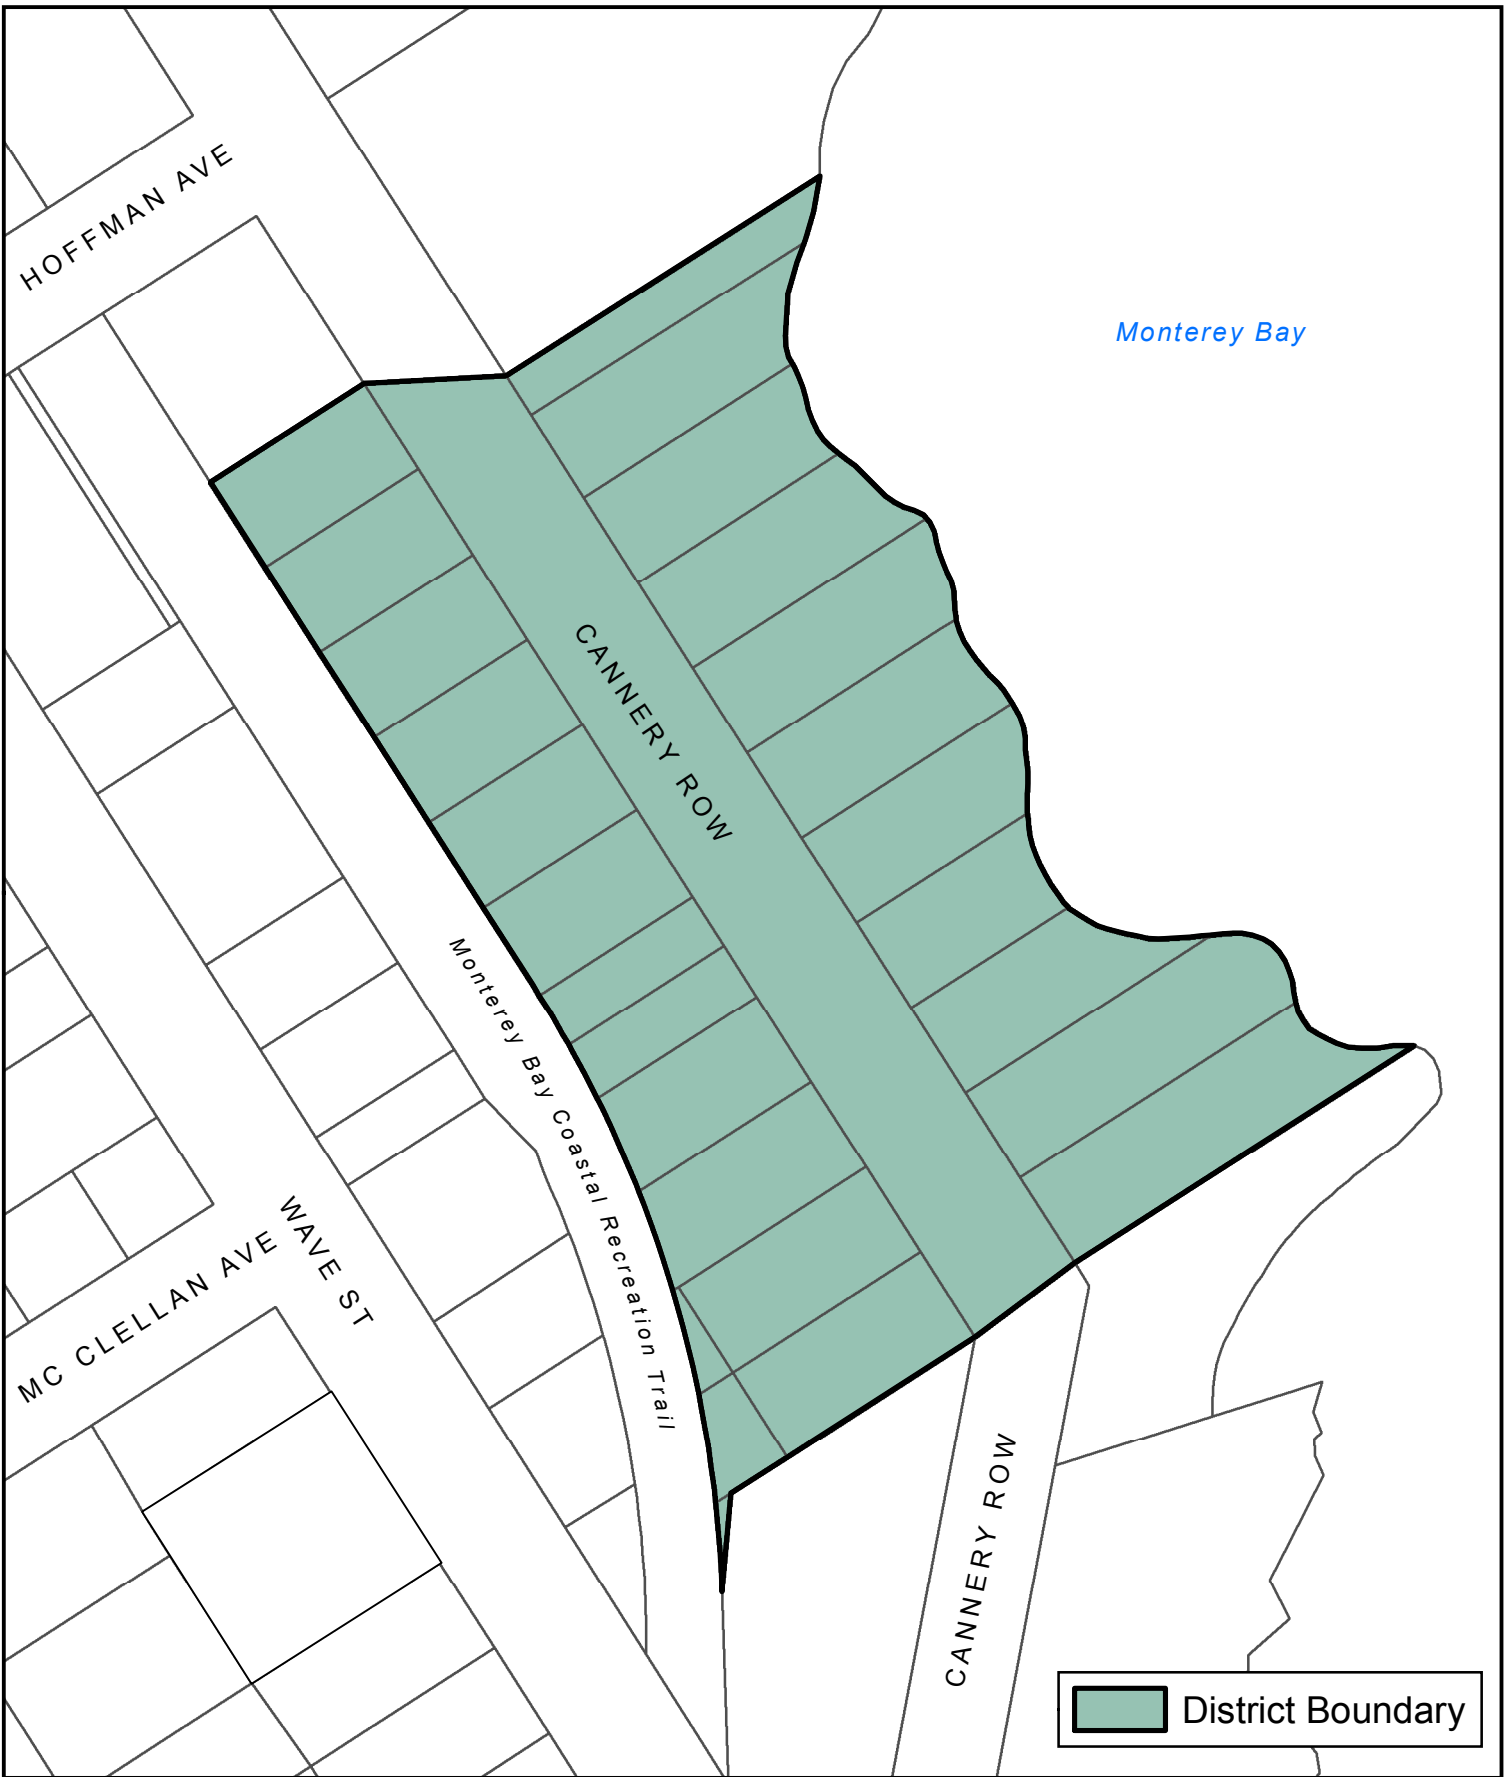 HOFFMAN AVE
Monterey Bay
CANNERY ROW
Monterey Bay Coastal Recreation Trail
WAVE ST
MC CLELLAN AVE
CANNERY ROW
District Boundary